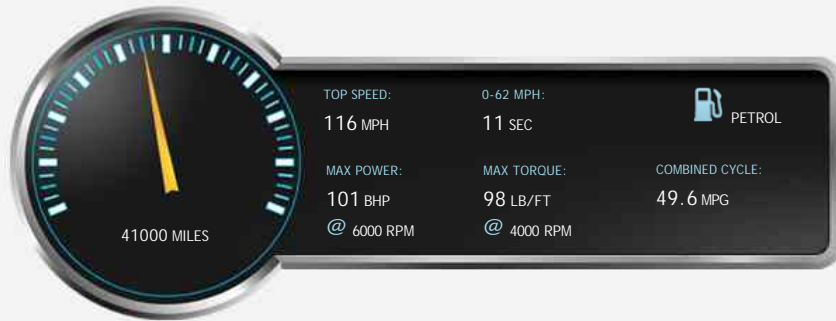 41000 MILES
TOP SPEED:
116 MPH
0-62 MPH:
11 SEC
PETROL
MAX POWER:
101 BHP
@ 6000 RPM
MAX TORQUE:
98 LB/FT
@ 4000 RPM
COMBINED CYCLE:
49.6 MPG